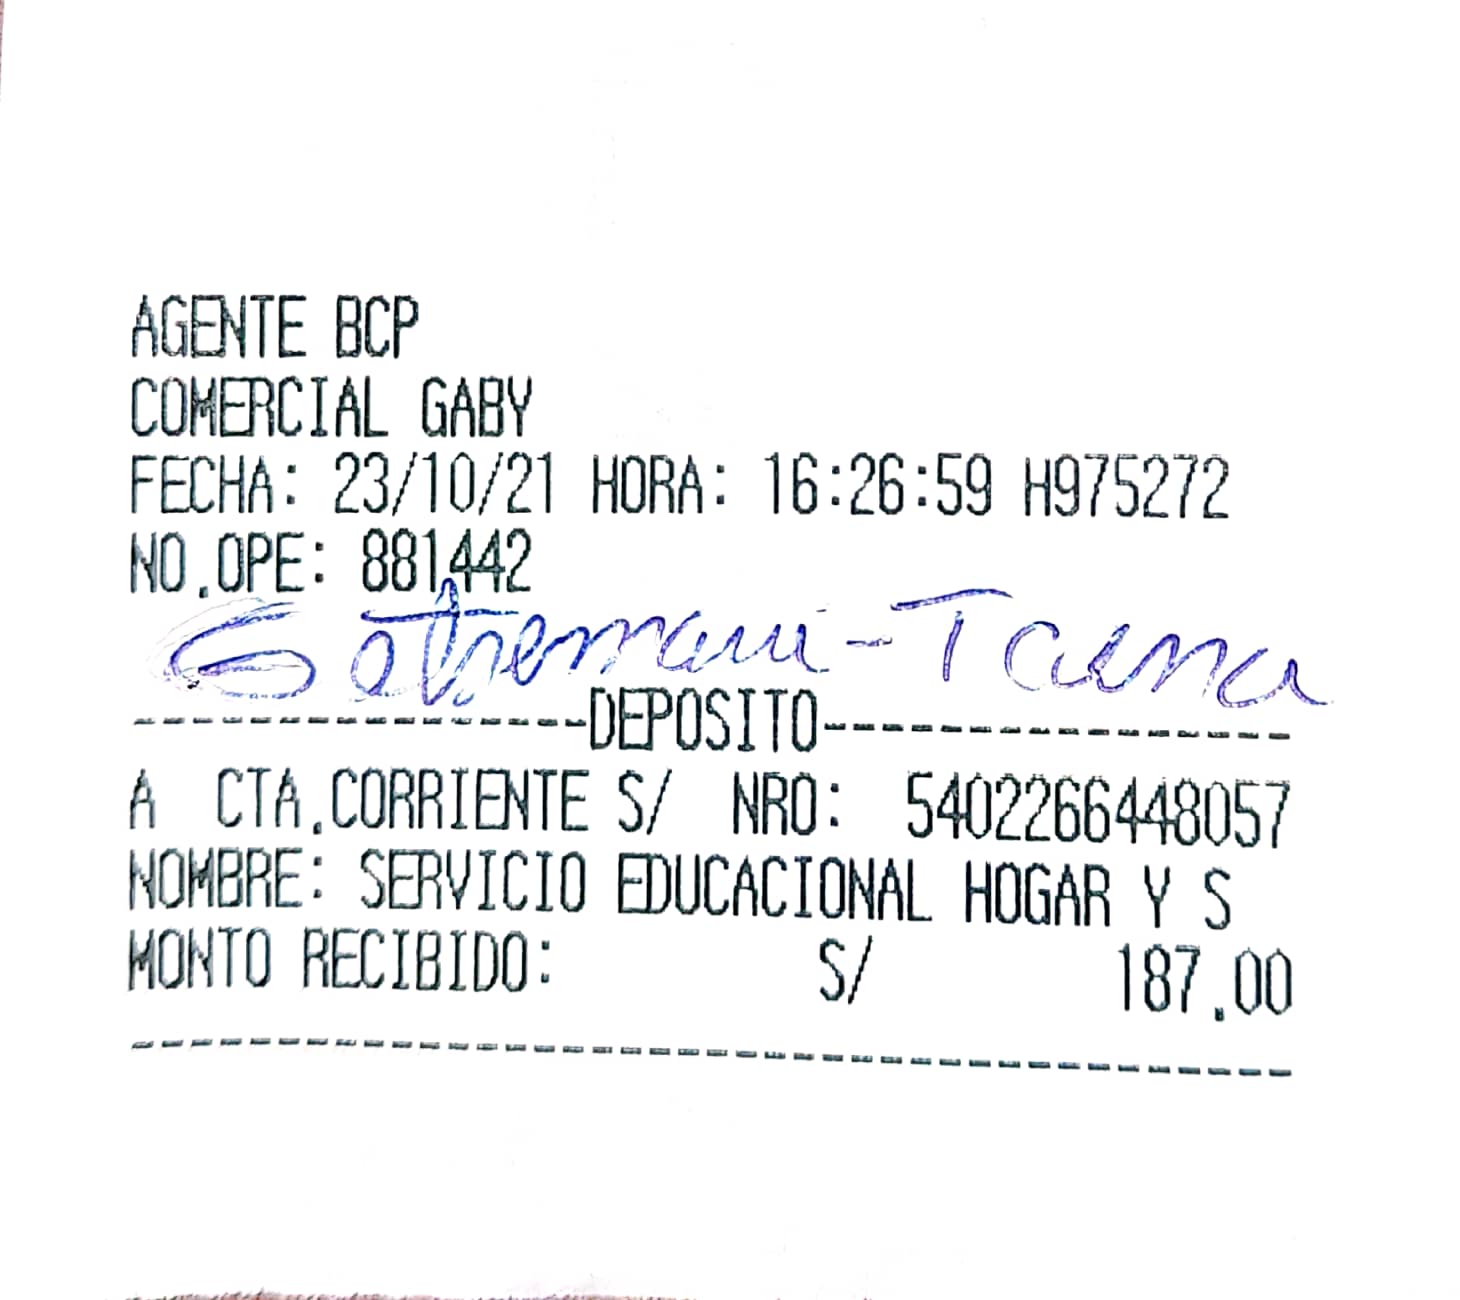 AGENTE BCP
COMERCIAL GABY
FECHA: 23/10/21 HORA: 16:26:59 H975272
NO.OPE: 881442
Getsemani - Tacna
---------------DEPOSITO----------------
A CTA.CORRIENTE S/ NRO: 5402266448057
NOMBRE: SERVICIO EDUCACIONAL HOGAR Y S
MONTO RECIBIDO: S/ 187.00